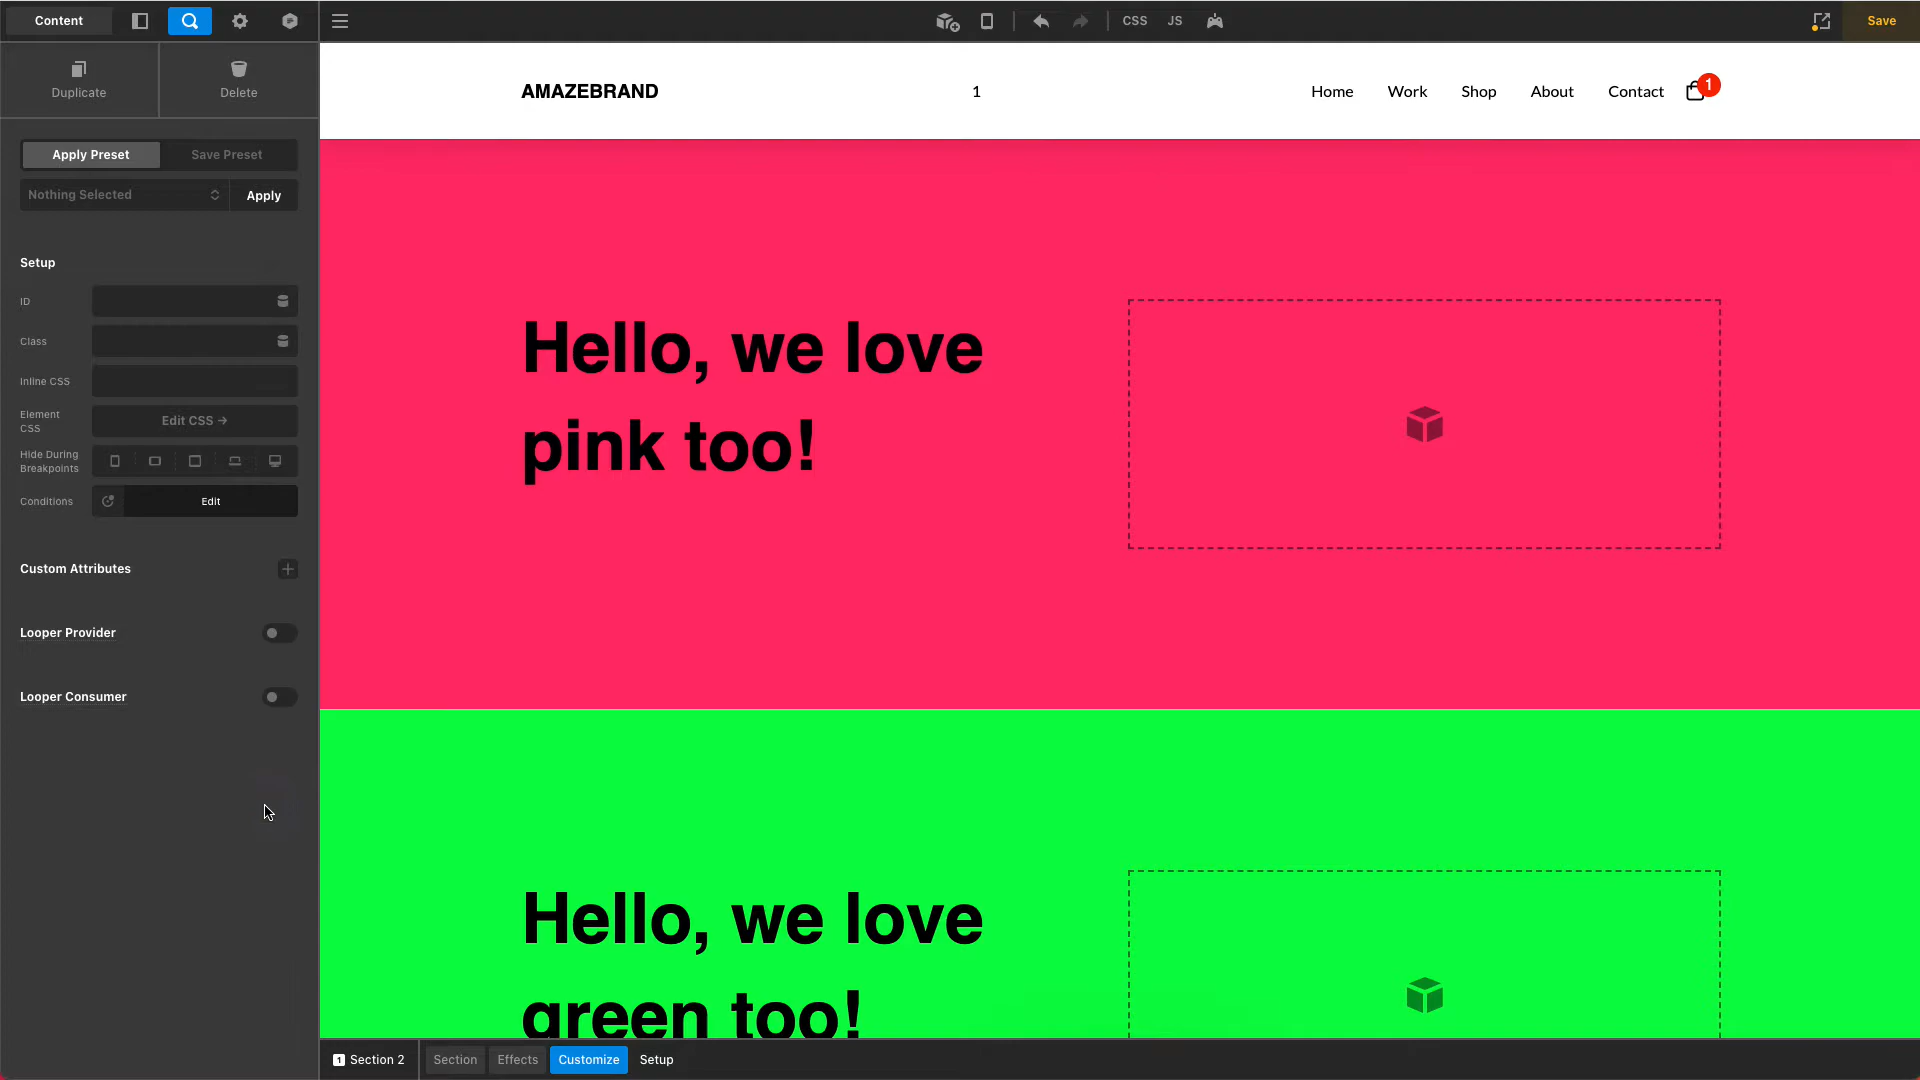 Content
CSS
JS
Save
Duplicate
Delete
AMAZEBRAND
1
Home
Work
Shop
About
Contact
1
Apply Preset
Save Preset
Nothing Selected
Apply
Setup
ID
Class
Inline CSS
Element
CSS
Edit CSS →
Hide During
Breakpoints
Conditions
Edit
Custom Attributes
Looper Provider
Looper Consumer
Hello, we love
pink too!
Hello, we love
green too!
1
Section 2
Section
Effects
Customize
Setup